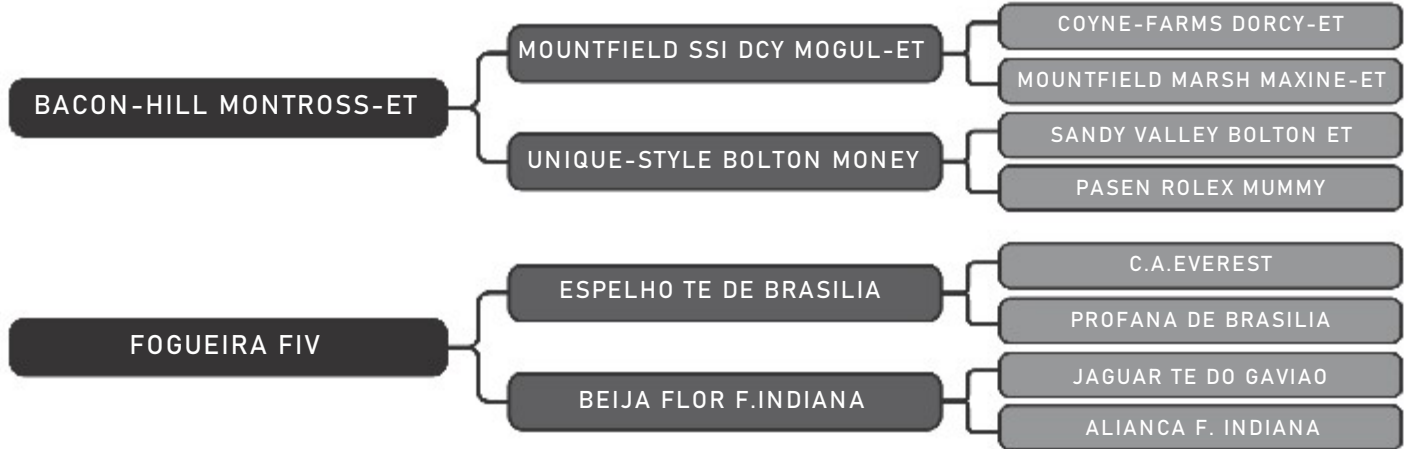 BACON-HILL MONTROSS-ET
MOUNTFIELD SSI DCY MOGUL-ET
COYNE-FARMS DORCY-ET
MOUNTFIELD MARSH MAXINE-ET
UNIQUE-STYLE BOLTON MONEY
SANDY VALLEY BOLTON ET
PASEN ROLEX MUMMY
FOGUEIRA FIV
ESPELHO TE DE BRASILIA
C.A.EVEREST
PROFANA DE BRASILIA
BEIJA FLOR F.INDIANA
JAGUAR TE DO GAVIAO
ALIANCA F. INDIANA